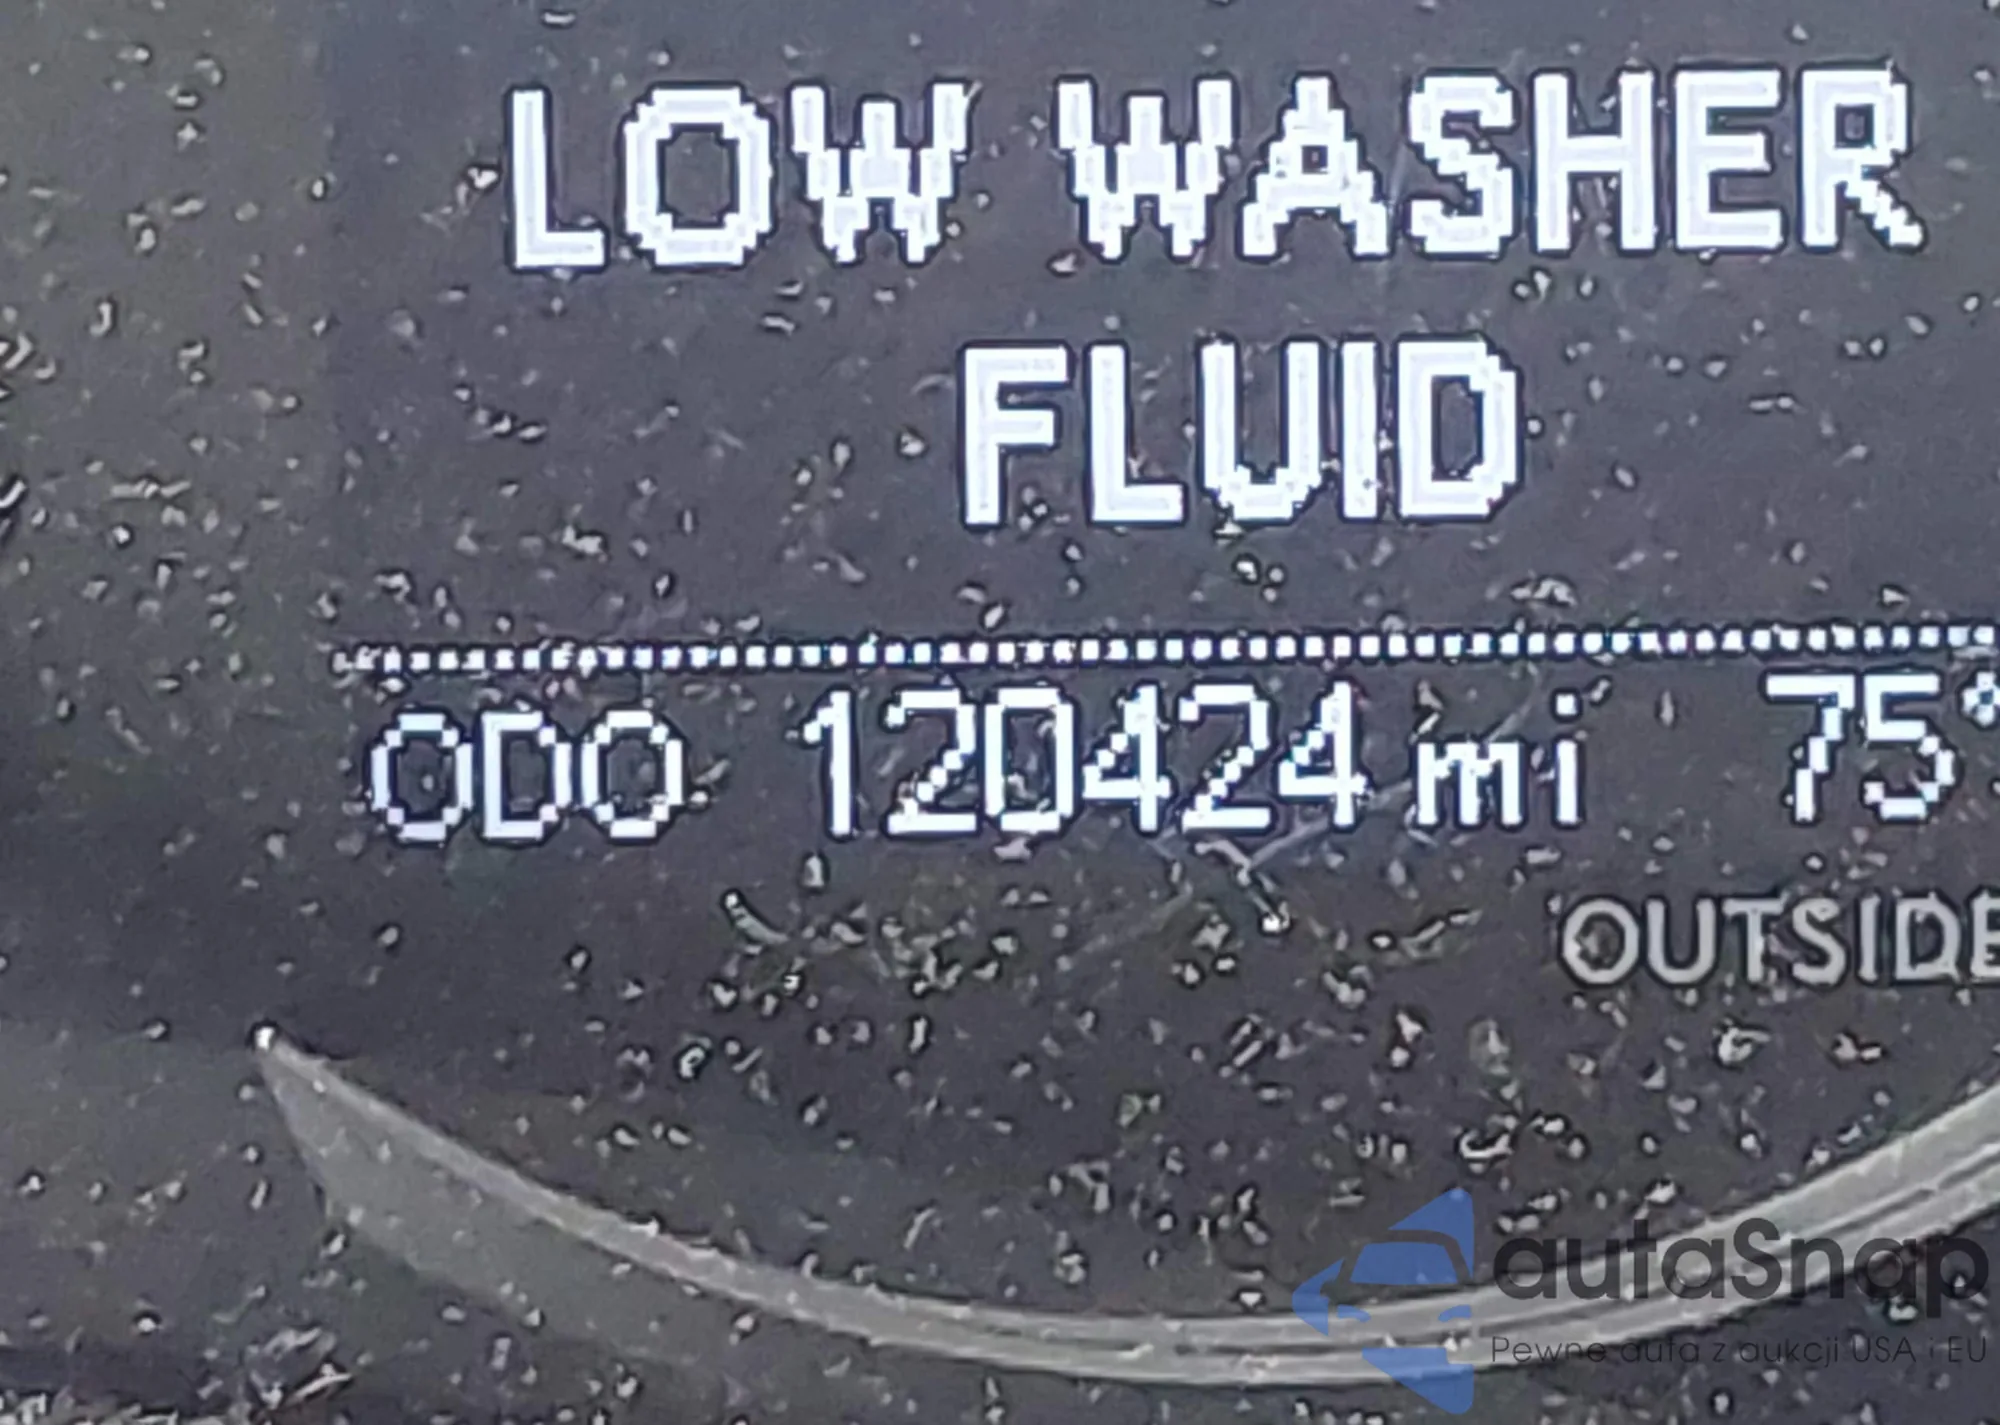 LOW WASHER
FLUID
ODO 120424 mi 75°
OUTSIDE
autaSnap
Pewne auta z aukcji USA i EU